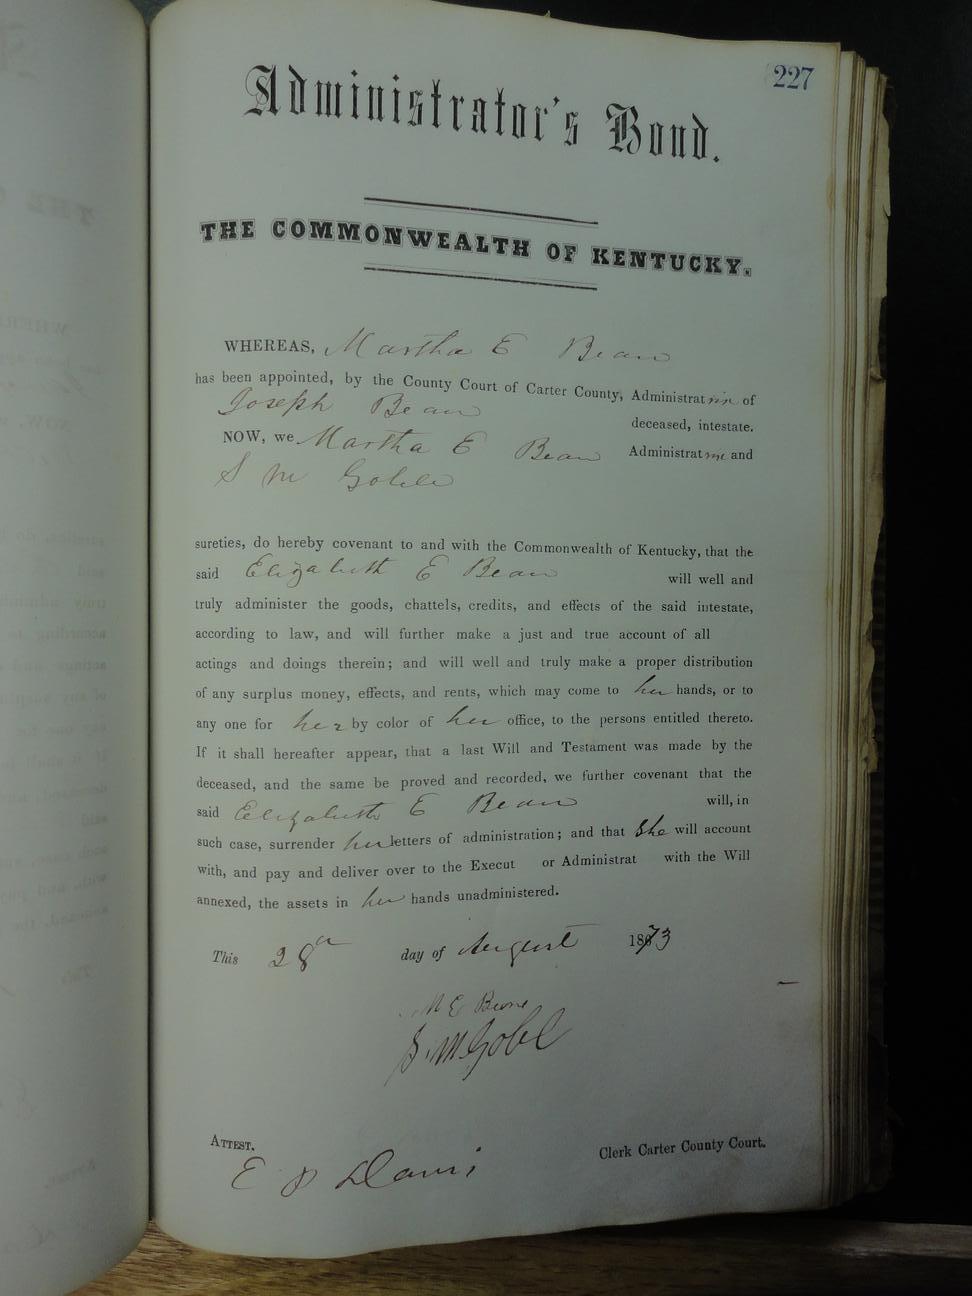 227
Administrator's Bond.
THE COMMONWEALTH OF KENTUCKY.
WHEREAS, Martha E Bean
has been appointed, by the County Court of Carter County, Administratrix of
Joseph Bean deceased, intestate.
NOW, we Martha E Bean Administratrix and
S M Goble
sureties, do hereby covenant to and with the Commonwealth of Kentucky, that the
said Elizabeth E Bean will well and
truly administer the goods, chattels, credits, and effects of the said intestate,
according to law, and will further make a just and true account of all
actings and doings therein; and will well and truly make a proper distribution
of any surplus money, effects, and rents, which may come to her hands, or to
any one for her by color of her office, to the persons entitled thereto.
If it shall hereafter appear, that a last Will and Testament was made by the
deceased, and the same be proved and recorded, we further covenant that the
said Elizabeth E Bean will, in
such case, surrender her letters of administration; and that She will account
with, and pay and deliver over to the Execut or Administrat with the Will
annexed, the assets in her hands unadministered.
This 28th day of August 1873
M E Bene
S. M Gobel
ATTEST.
E P Davis Clerk Carter County Court.